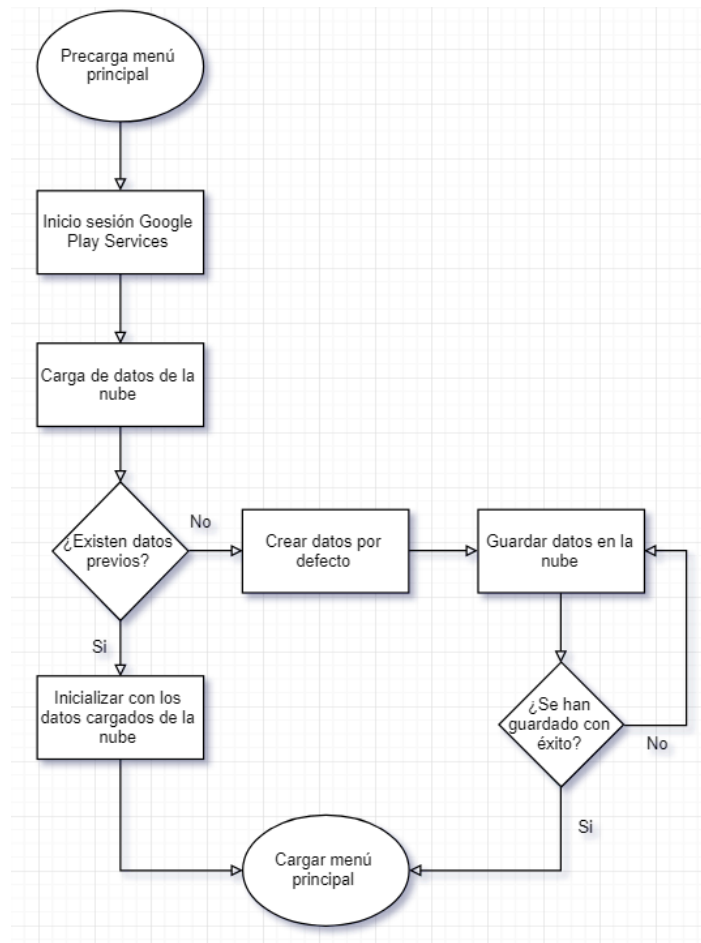 Precarga menú
principal
Inicio sesión Google
Play Services
Carga de datos de la
nube
¿Existen datos
previos?
No
Crear datos por
defecto
Guardar datos en la
nube
Si
Inicializar con los
datos cargados de la
nube
¿Se han
guardado con
éxito?
No
Si
Cargar menú
principal